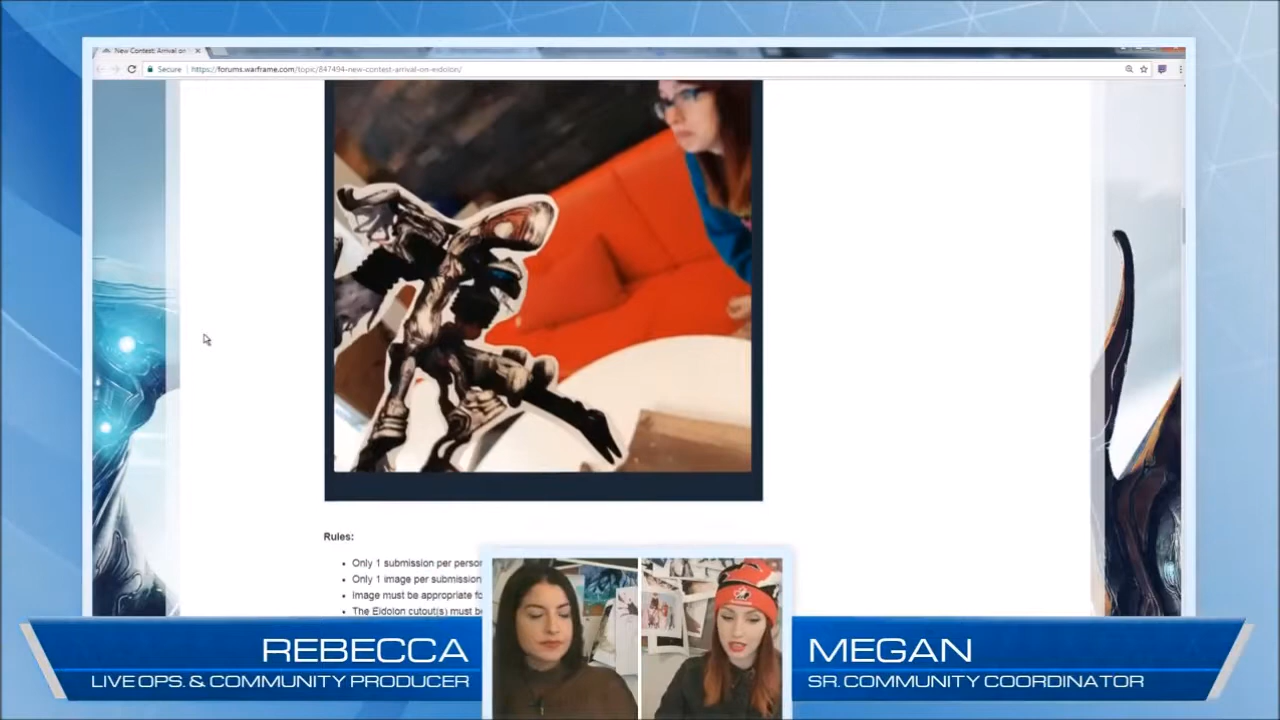 New Contest: Arrival on
Secure
https://forums.warframe.com/topic/847494-new-contest-arrival-on-eidolon/
Rules:
Only 1 submission per person
Only 1 image per submission
Image must be appropriate fo
The Eidolon cutout(s) must be
REBECCA
LIVE OPS. & COMMUNITY PRODUCER
MEGAN
SR. COMMUNITY COORDINATOR